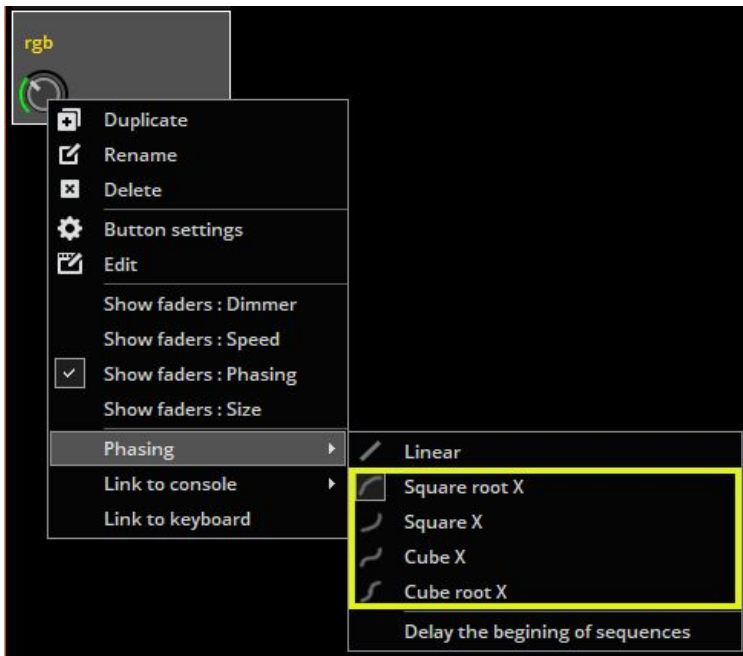 rgb
Duplicate
Rename
Delete
Button settings
Edit
Show faders : Dimmer
Show faders : Speed
Show faders : Phasing
Show faders : Size
Phasing
Link to console
Link to keyboard
Linear
Square root X
Square X
Cube X
Cube root X
Delay the begining of sequences